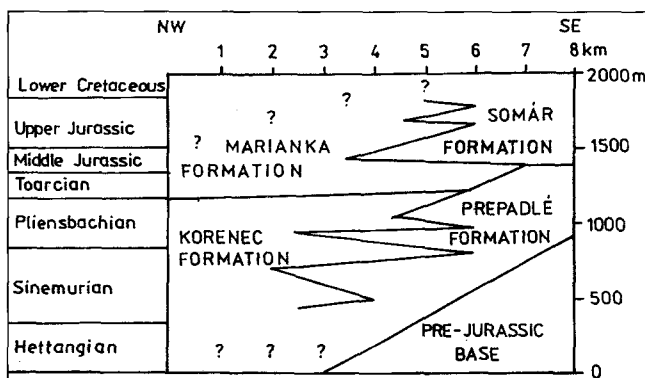 NW SE
1 2 3 4 5 6 7 8 km
2000 m
Lower Cretaceous ? ? ?
Upper Jurassic ? ? SOMÁR
MARIANKA FORMATION 1500
Middle Jurassic FORMATION
Toarcian
PREPADLÉ
Pliensbachian 1000
KORENEC FORMATION
FORMATION
Sinemurian 500
PRE-JURASSIC
Hettangian ? ? ? BASE
0